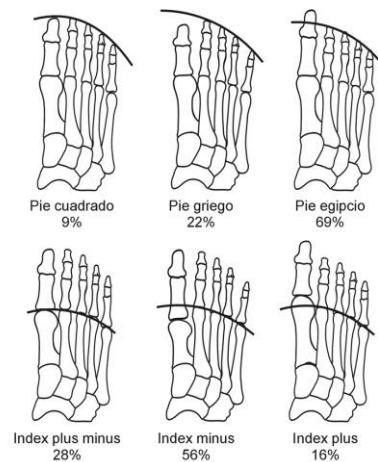 Pie cuadrado
9%
Pie griego
22%
Pie egipcio
69%
Index plus minus
28%
Index minus
56%
Index plus
16%